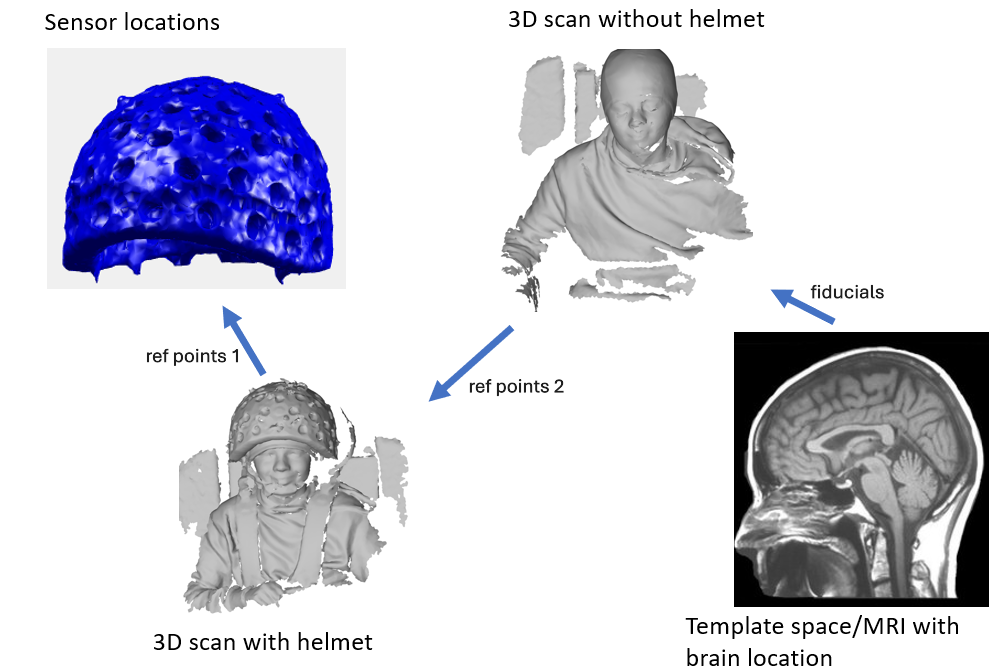 Sensor locations
3D scan without helmet
fiducials
ref points 1
ref points 2
3D scan with helmet
Template space/MRI with
brain location